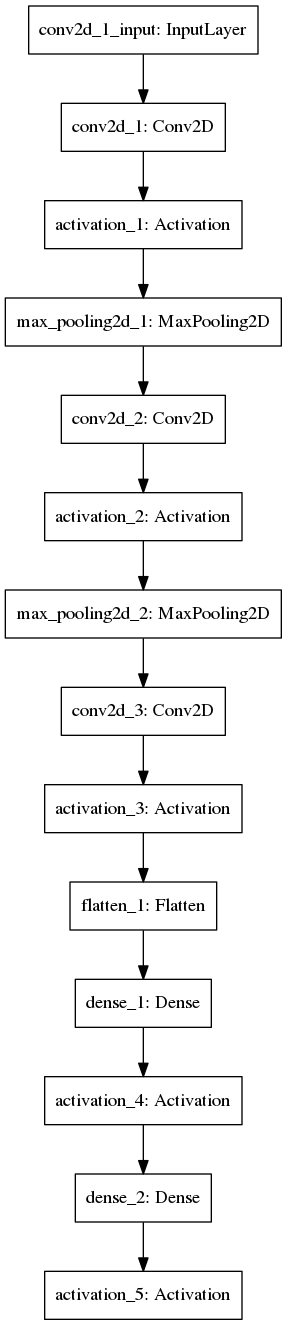 conv2d_1_input: InputLayer
conv2d_1: Conv2D
activation_1: Activation
max_pooling2d_1: MaxPooling2D
conv2d_2: Conv2D
activation_2: Activation
max_pooling2d_2: MaxPooling2D
conv2d_3: Conv2D
activation_3: Activation
flatten_1: Flatten
dense_1: Dense
activation_4: Activation
dense_2: Dense
activation_5: Activation